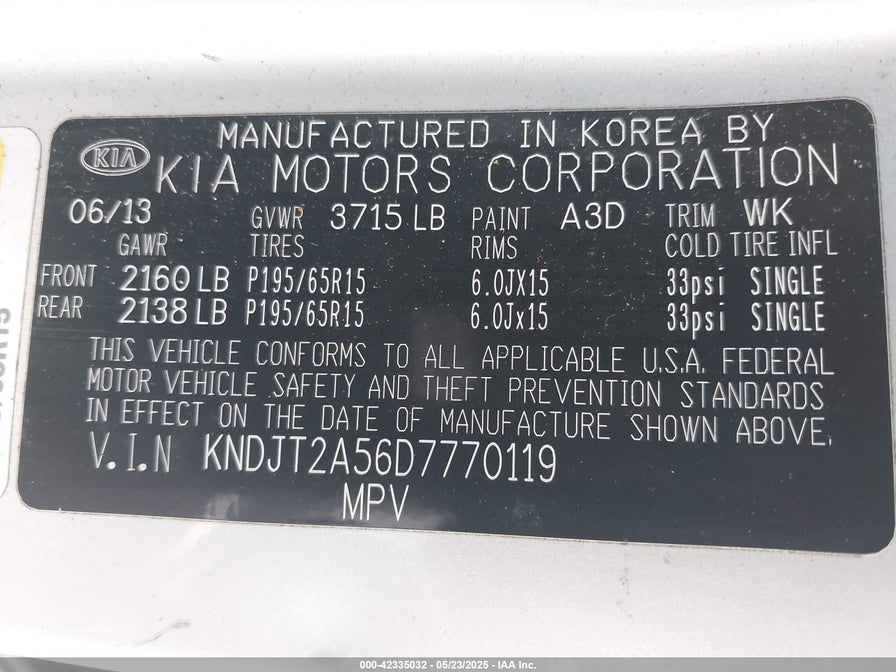 MANUFACTURED IN KOREA BY
KIA KIA MOTORS CORPORATION
06/13 GVWR 3715 LB PAINT A3D TRIM WK
GAWR TIRES RIMS COLD TIRE INFL
FRONT 2160 LB P195/65R15 6.0JX15 33psi SINGLE
REAR 2138 LB P195/65R15 6.0Jx15 33psi SINGLE
THIS VEHICLE CONFORMS TO ALL APPLICABLE U.S.A. FEDERAL
MOTOR VEHICLE SAFETY AND THEFT PREVENTION STANDARDS
IN EFFECT ON THE DATE OF MANUFACTURE SHOWN ABOVE.
V.I.N KNDJT2A56D7770119
MPV
000-42335032 - 05/23/2025 - IAA Inc.